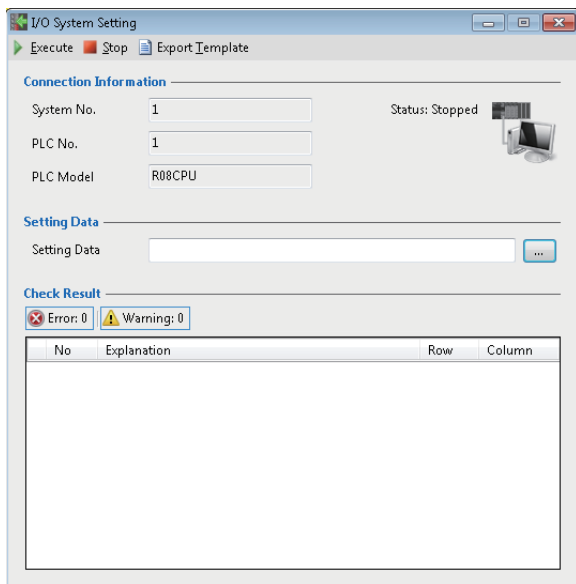 I/O System Setting
Execute Stop Export Template
Connection Information
System No. 1 Status: Stopped
PLC No. 1
PLC Model R08CPU
Setting Data
Setting Data ...
Check Result
Error: 0 Warning: 0
No Explanation Row Column